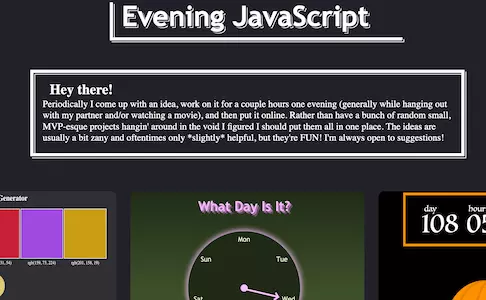 Evening JavaScript
Hey there!
Periodically I come up with an idea, work on it for a couple hours one evening (generally while hanging out
with my partner and/or watching a movie), and then put it online. Rather than have a bunch of random small,
MVP-esque projects hangin' around in the void I figured I should put them all in one place. The ideas are
usually a bit zany and oftentimes only *slightly* helpful, but they're FUN! I'm always open to suggestions!
Generator
rgb(159, 75, 224)
rgb(201, 158, 19)
What Day Is It?
Mon
Sun
Tue
Sat
Wed
day
hour
108
05